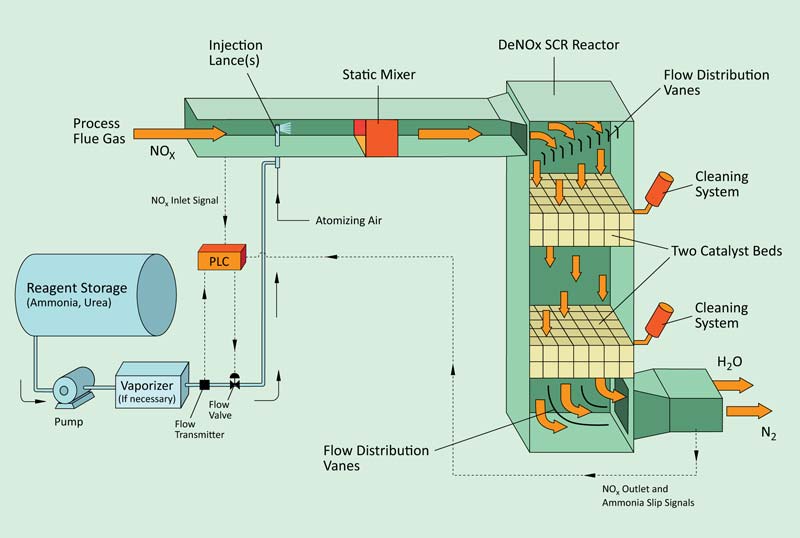 Injection
Lance(s)
DeNOx SCR Reactor
Static Mixer
Flow Distribution
Vanes
Process
Flue Gas
NOX
Cleaning
System
NOx Inlet Signal
Atomizing Air
PLC
Two Catalyst Beds
Reagent Storage
(Ammonia, Urea)
Cleaning
System
H2O
Vaporizer
(If necessary)
Flow
Valve
Pump
Flow
Transmitter
N2
Flow Distribution
Vanes
NOx Outlet and
Ammonia Slip Signals